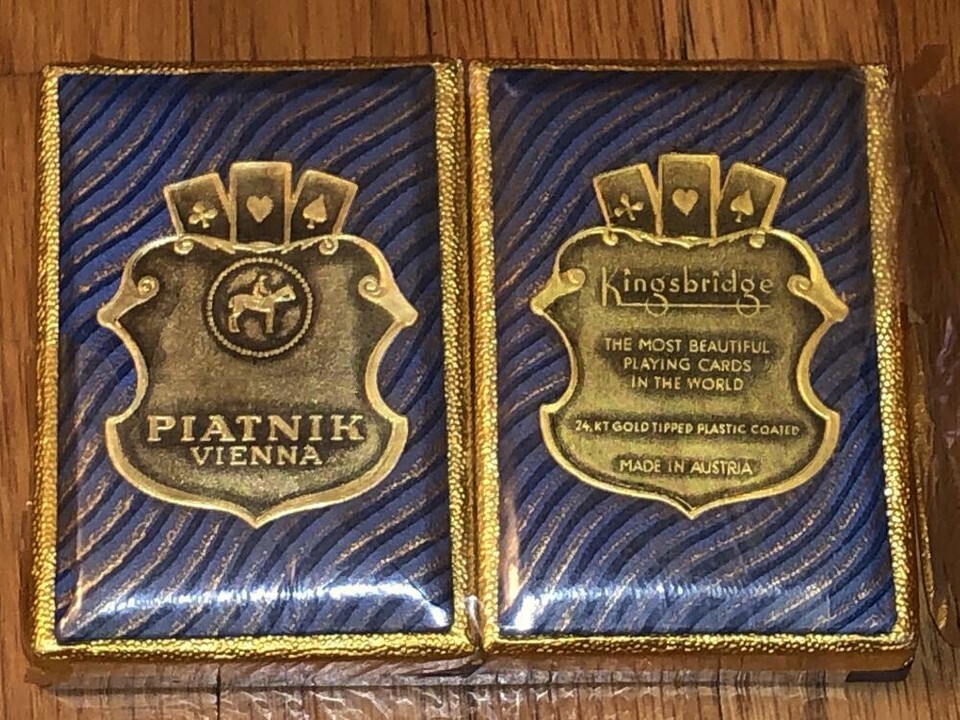 PIATNIK
VIENNA
Kingsbridge
THE MOST BEAUTIFUL
PLAYING CARDS
IN THE WORLD
24.KT GOLD TIPPED PLASTIC COATED
MADE IN AUSTRIA